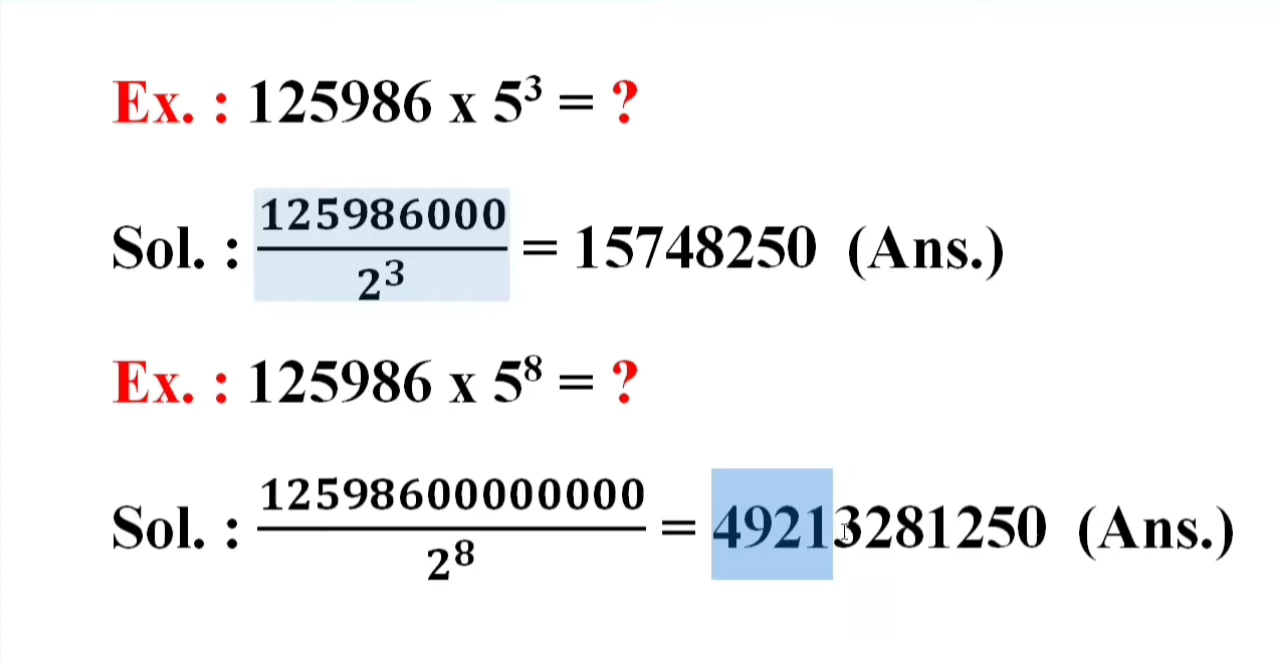 Ex. : 125986 x 5³ = ?
Sol. : 125986000 / 2³ = 15748250 (Ans.)
Ex. : 125986 x 5⁸ = ?
Sol. : 12598600000000 / 2⁸ = 49213281250 (Ans.)